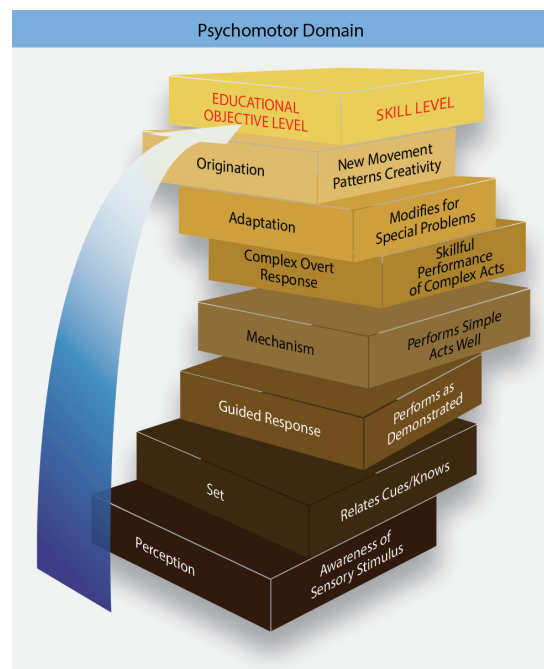 Psychomotor Domain
EDUCATIONAL
OBJECTIVE LEVEL
SKILL LEVEL
Origination
New Movement
Patterns Creativity
Adaptation
Modifies for
Special Problems
Complex Overt
Response
Skillful
Performance
of Complex Acts
Mechanism
Performs Simple
Acts Well
Guided Response
Performs as
Demonstrated
Set
Relates Cues/Knows
Perception
Awareness of
Sensory Stimulus